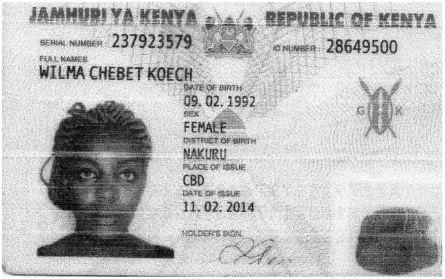 JAMHURI YA KENYA REPUBLIC OF KENYA
SERIAL NUMBER: 237923579 ID NUMBER: 28649500
FULL NAMES
WILMA CHEBET KOECH
DATE OF BIRTH
09. 02. 1992
SEX
FEMALE
DISTRICT OF BIRTH
NAKURU
PLACE OF ISSUE
CBD
DATE OF ISSUE
11. 02. 2014
HOLDER'S SIGN.
G K